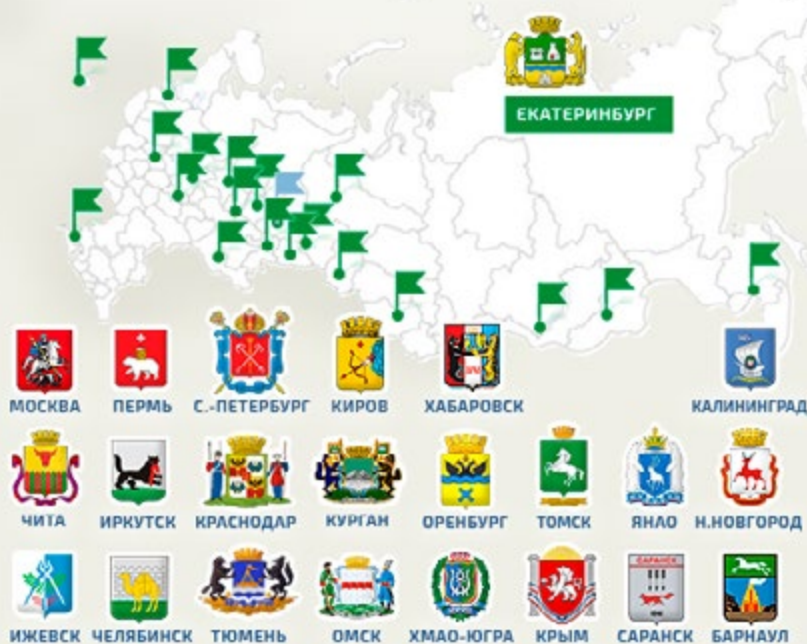 ЕКАТЕРИНБУРГ
МОСКВА ПЕРМЬ С.-ПЕТЕРБУРГ КИРОВ ХАБАРОВСК КАЛИНИНГРАД
ЧИТА ИРКУТСК КРАСНОДАР КУРГАН ОРЕНБУРГ ТОМСК ЯНАО Н.НОВГОРОД
САРАНСК
ИЖЕВСК ЧЕЛЯБИНСК ТЮМЕНЬ ОМСК ХМАО-ЮГРА КРЫМ САРАНСК БАРНАУЛ